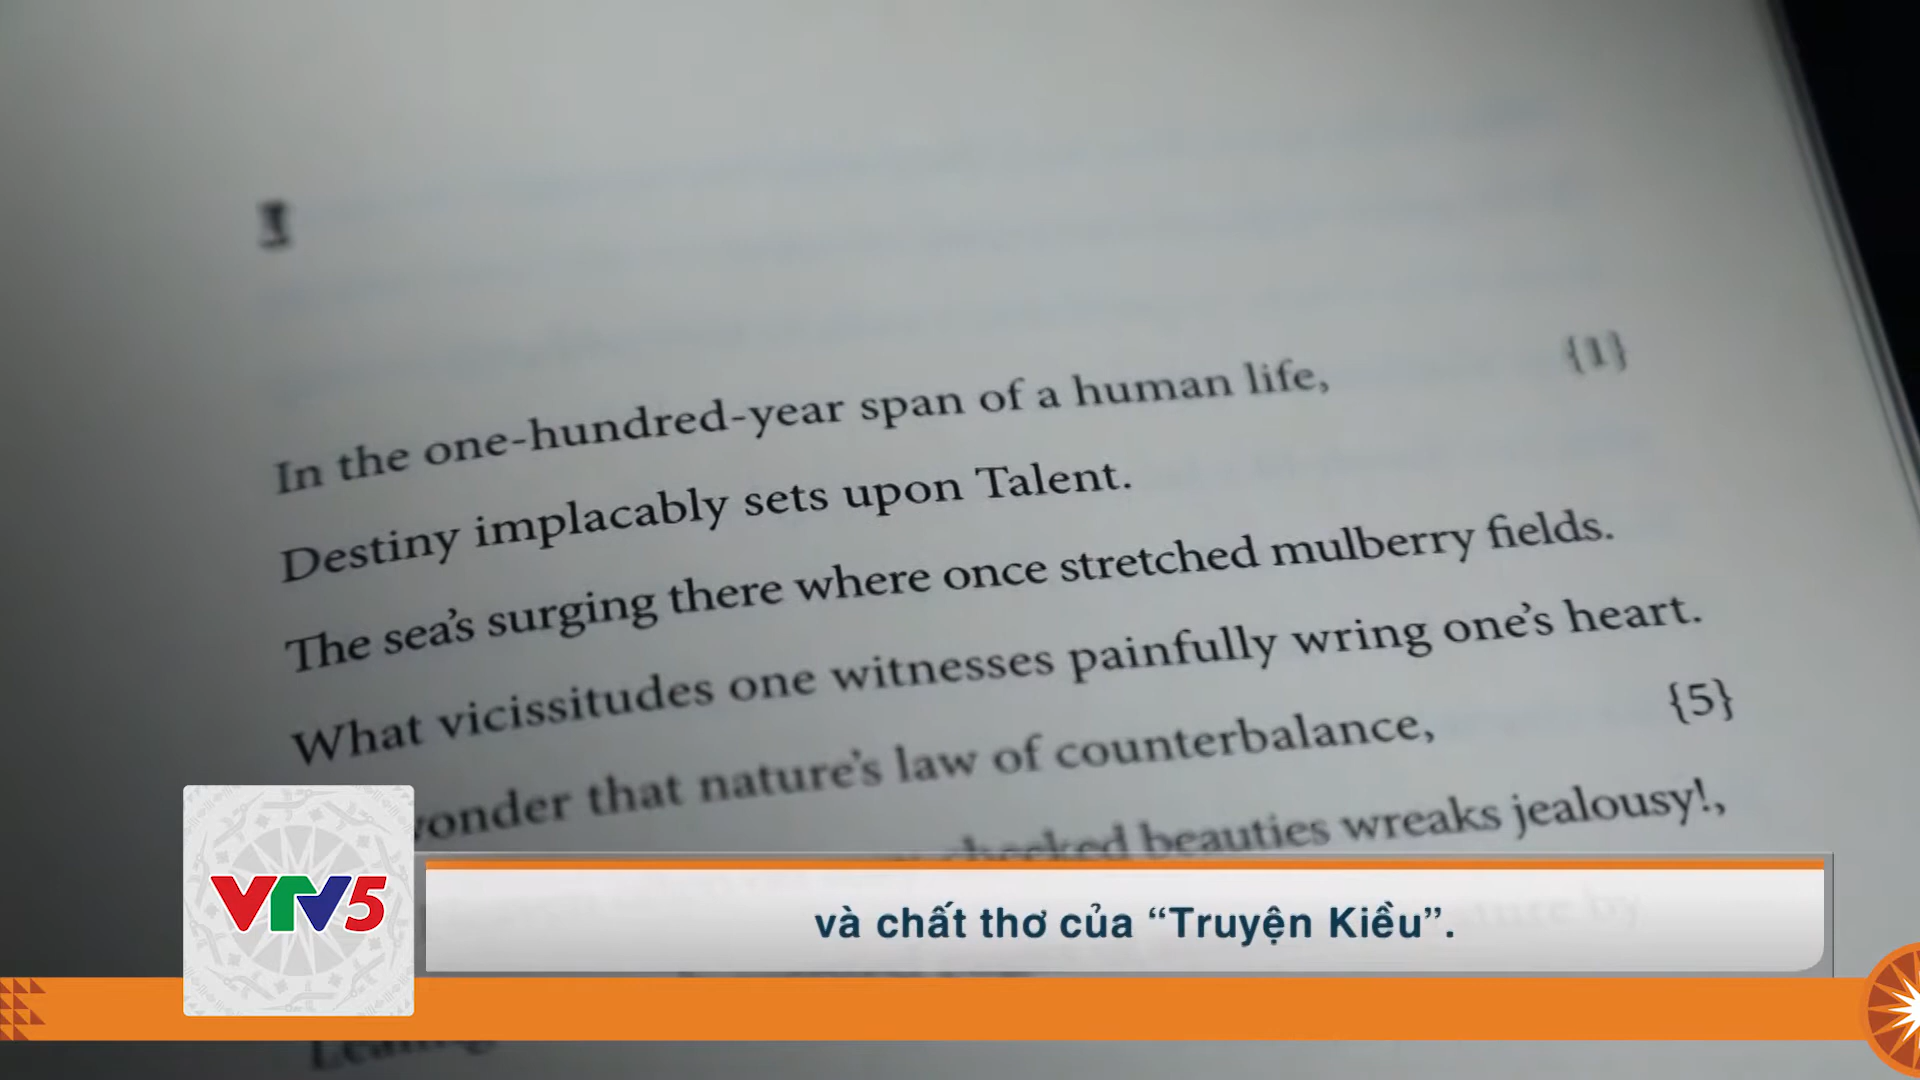 I
In the one-hundred-year span of a human life, {1}
Destiny implacably sets upon Talent.
The sea's surging there where once stretched mulberry fields.
What vicissitudes one witnesses painfully wring one's heart.
wonder that nature's law of counterbalance, {5}
cheeked beauties wreaks jealousy!,
VTV5
và chất thơ của “Truyện Kiều”.